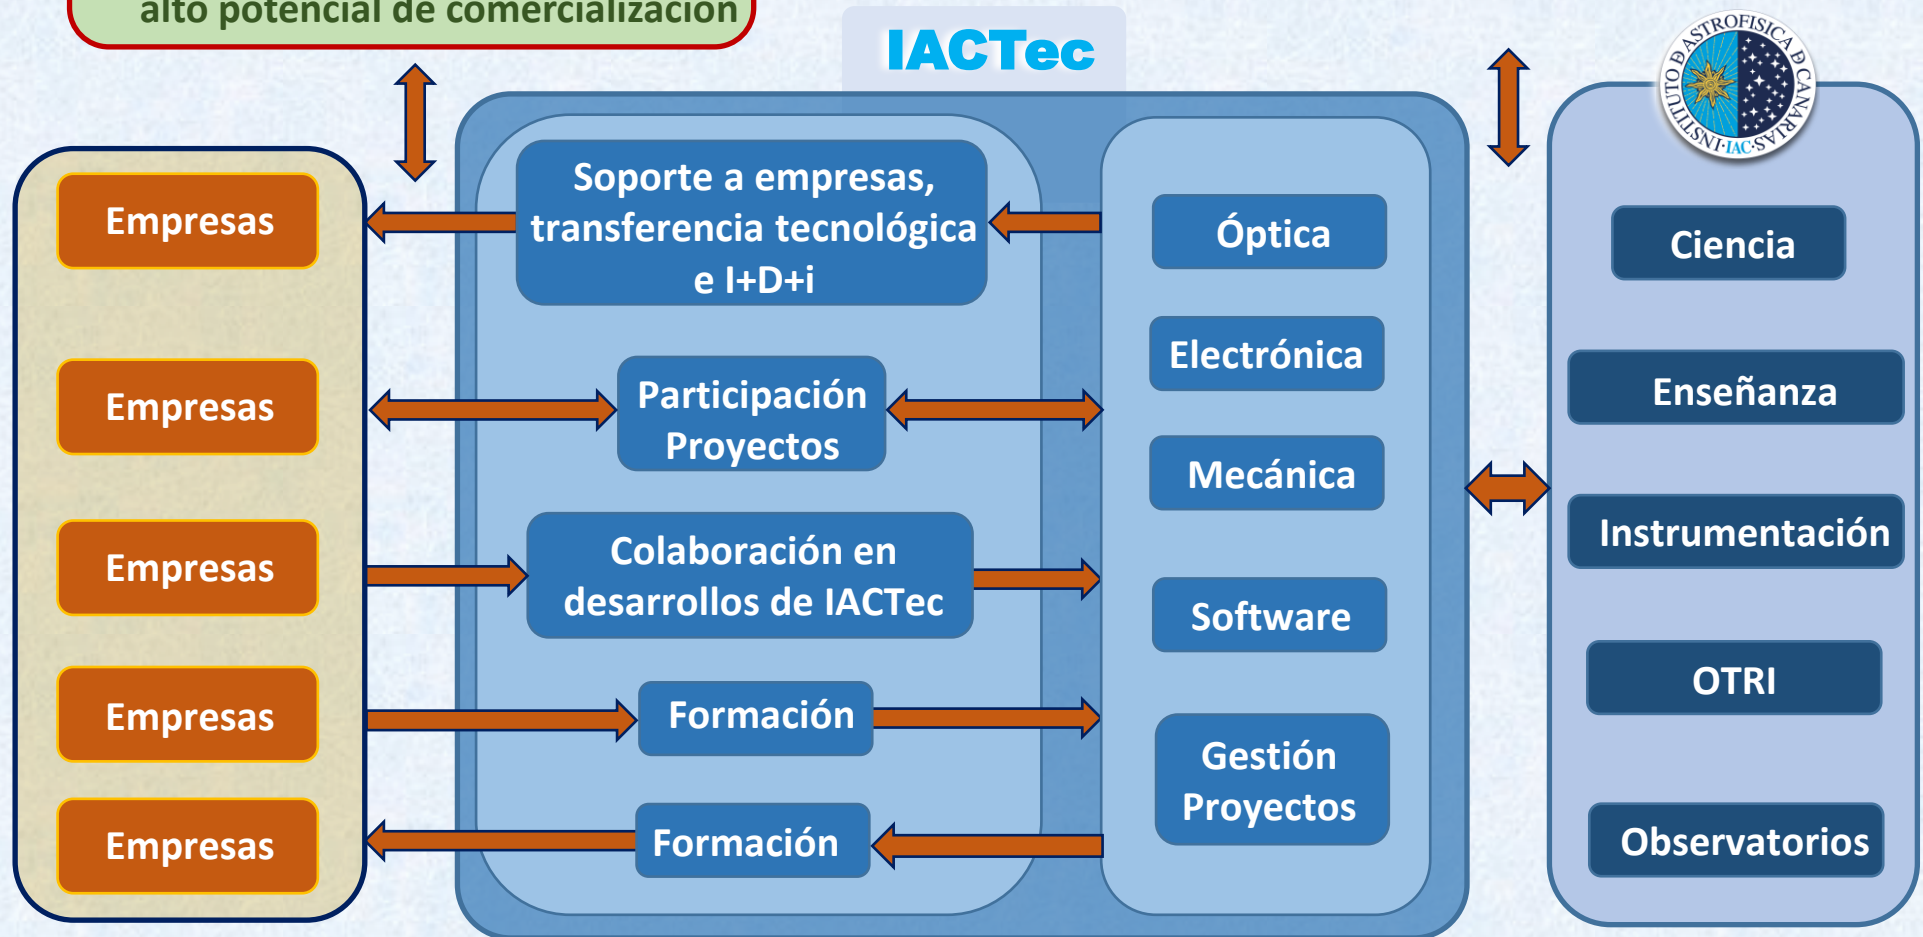 alto potencial de comercialización
IACTec
INSTITUTO D ASTROFISICA D CANARIAS · IAC ·
Empresas
Empresas
Empresas
Empresas
Empresas
Soporte a empresas,
transferencia tecnológica
e I+D+i
Participación
Proyectos
Colaboración en
desarrollos de IACTec
Formación
Formación
Óptica
Electrónica
Mecánica
Software
Gestión
Proyectos
Ciencia
Enseñanza
Instrumentación
OTRI
Observatorios